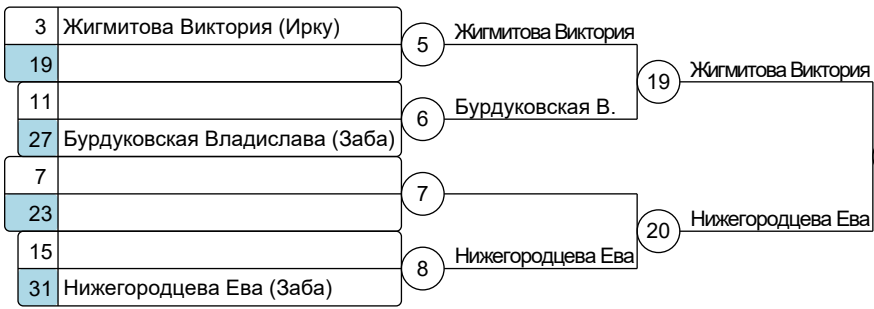 3 Жигмитова Виктория (Ирку)
5 Жигмитова Виктория
19
19 Жигмитова Виктория
11
6 Бурдуковская В.
27 Бурдуковская Владислава (Заба)
7
7
23
20 Нижегородцева Ева
15
8 Нижегородцева Ева
31 Нижегородцева Ева (Заба)